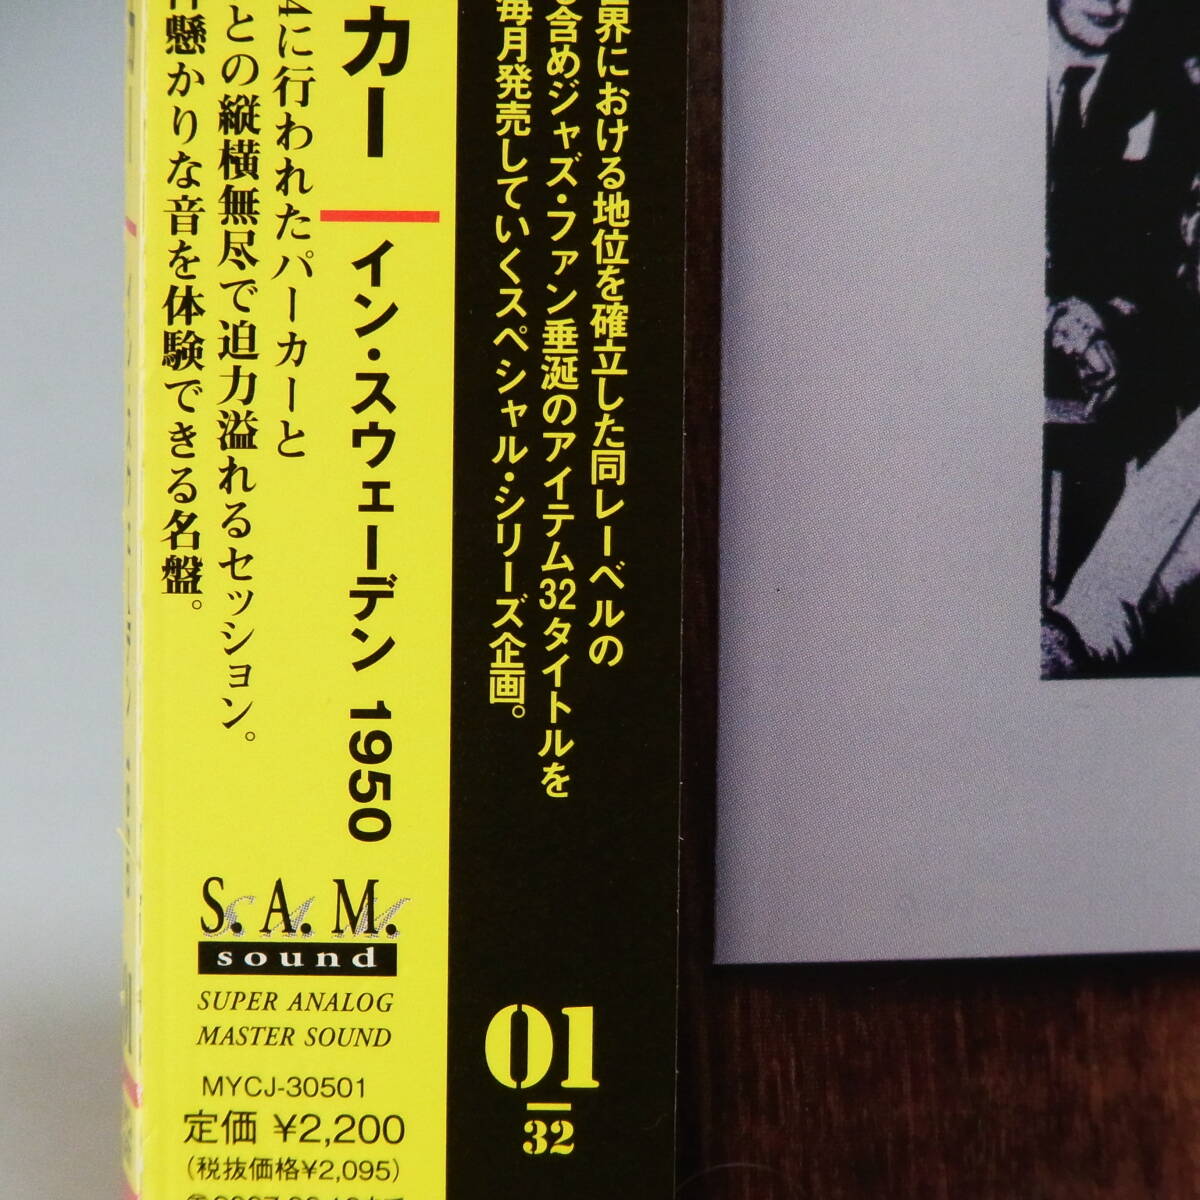 界における地位を確立した同レーベルの
含めジャズ・ファン垂涎のアイテム32タイトルを
毎月発売していくスペシャル・シリーズ企画。
カー
イン・スウェーデン 1950
4に行われたパーカーと
との縦横無尽で迫力溢れるセッション。
懸かりな音を体験できる名盤。
S.A.M.
sound
SUPER ANALOG
MASTER SOUND
MYCJ-30501
定価 ¥2,200
(税抜価格¥2,095)
01
32